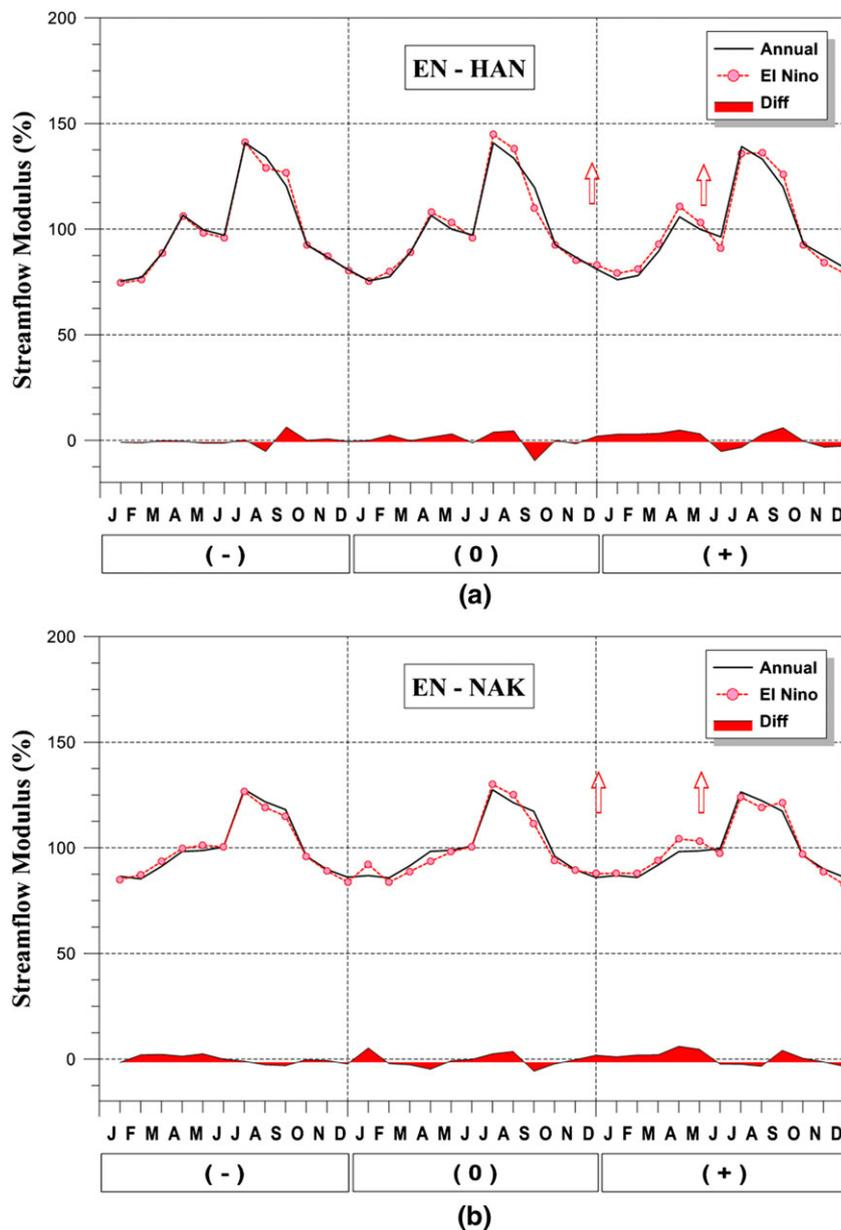 200
150
100
50
0
Streamflow Modulus (%)
EN - HAN
Annual
El Nino
Diff
J F M A M J J A S O N D J F M A M J J A S O N D J F M A M J J A S O N D
( - ) ( 0 ) ( + )
(a)
200
150
100
50
0
Streamflow Modulus (%)
EN - NAK
Annual
El Nino
Diff
J F M A M J J A S O N D J F M A M J J A S O N D J F M A M J J A S O N D
( - ) ( 0 ) ( + )
(b)